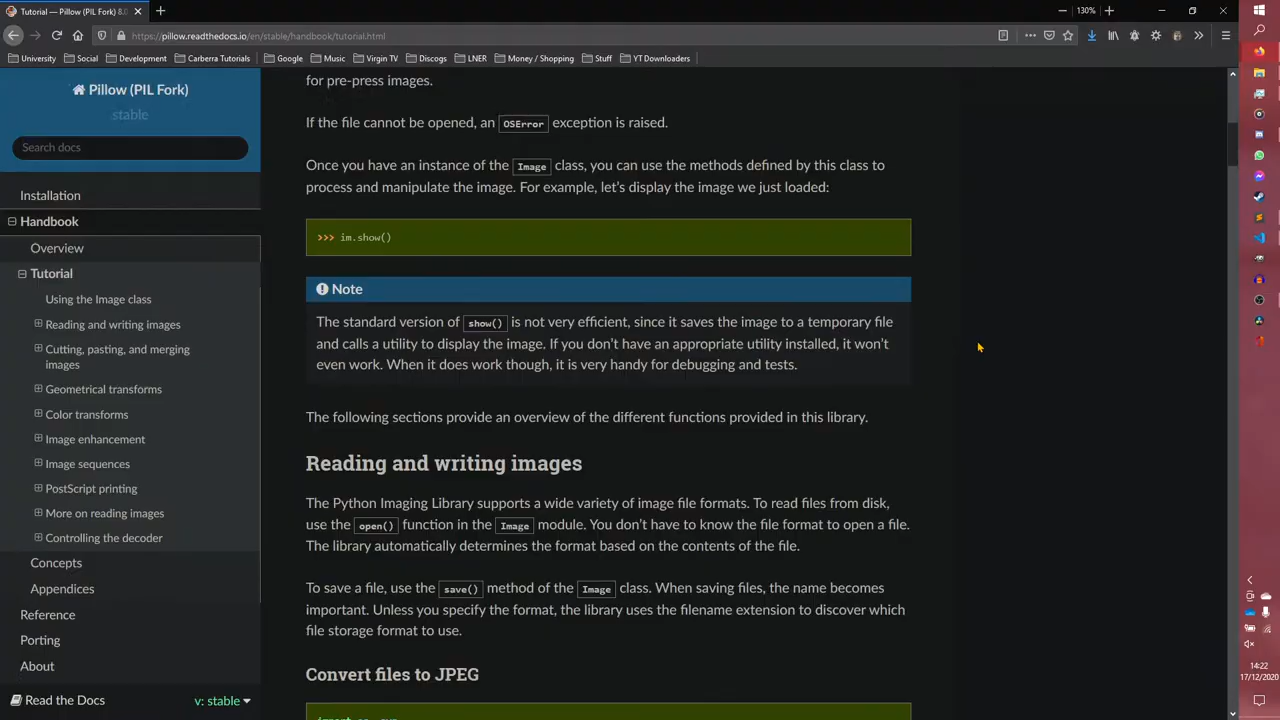 Tutorial — Pillow (PIL Fork) 8.0
130%
https://pillow.readthedocs.io/en/stable/handbook/tutorial.html
University
Social
Development
Carberra Tutorials
Google
Music
Virgin TV
Discogs
LNER
Money / Shopping
Stuff
YT Downloaders
Pillow (PIL Fork)
stable
Search docs
Installation
Handbook
Overview
Tutorial
Using the Image class
Reading and writing images
Cutting, pasting, and merging
images
Geometrical transforms
Color transforms
Image enhancement
Image sequences
PostScript printing
More on reading images
Controlling the decoder
Concepts
Appendices
Reference
Porting
About
Read the Docs
v: stable
for pre-press images.
If the file cannot be opened, an OSError exception is raised.
Once you have an instance of the Image class, you can use the methods defined by this class to
process and manipulate the image. For example, let’s display the image we just loaded:
>>> im.show()
Note
The standard version of show() is not very efficient, since it saves the image to a temporary file
and calls a utility to display the image. If you don’t have an appropriate utility installed, it won’t
even work. When it does work though, it is very handy for debugging and tests.
The following sections provide an overview of the different functions provided in this library.
Reading and writing images
The Python Imaging Library supports a wide variety of image file formats. To read files from disk,
use the open() function in the Image module. You don’t have to know the file format to open a file.
The library automatically determines the format based on the contents of the file.
To save a file, use the save() method of the Image class. When saving files, the name becomes
important. Unless you specify the format, the library uses the filename extension to discover which
file storage format to use.
Convert files to JPEG
14:22
17/12/2020